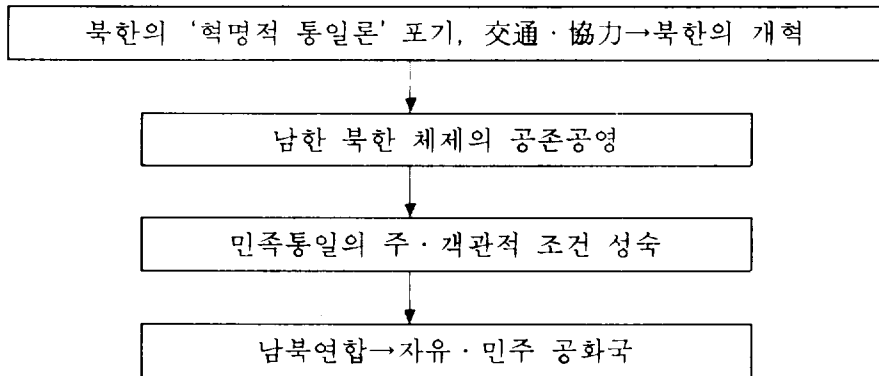 북한의 ‘혁명적 통일론’ 포기, 交通 · 協力→북한의 개혁
남한 북한 체제의 공존공영
민족통일의 주 · 객관적 조건 성숙
남북연합→자유 · 민주 공화국